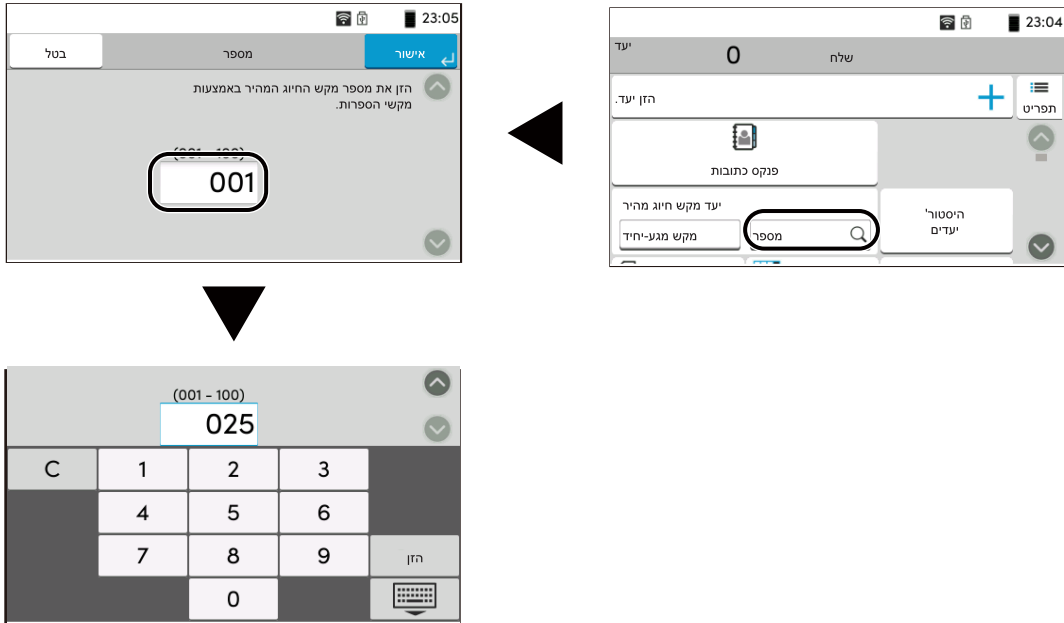 23:04
יעד
0
שלח
הזן יעד.
תפריט
פנקס כתובות
יעד מקש חיוג מהיר
מספר
מקש מגע-יחיד
היסטור'
יעדים
23:05
אישור
מספר
בטל
הזן את מספר מקש החיוג המהיר באמצעות
מקשי הספרות.
(001 - 100)
001
(001 - 100)
025
C 1 2 3
4 5 6
7 8 9 הזן
0